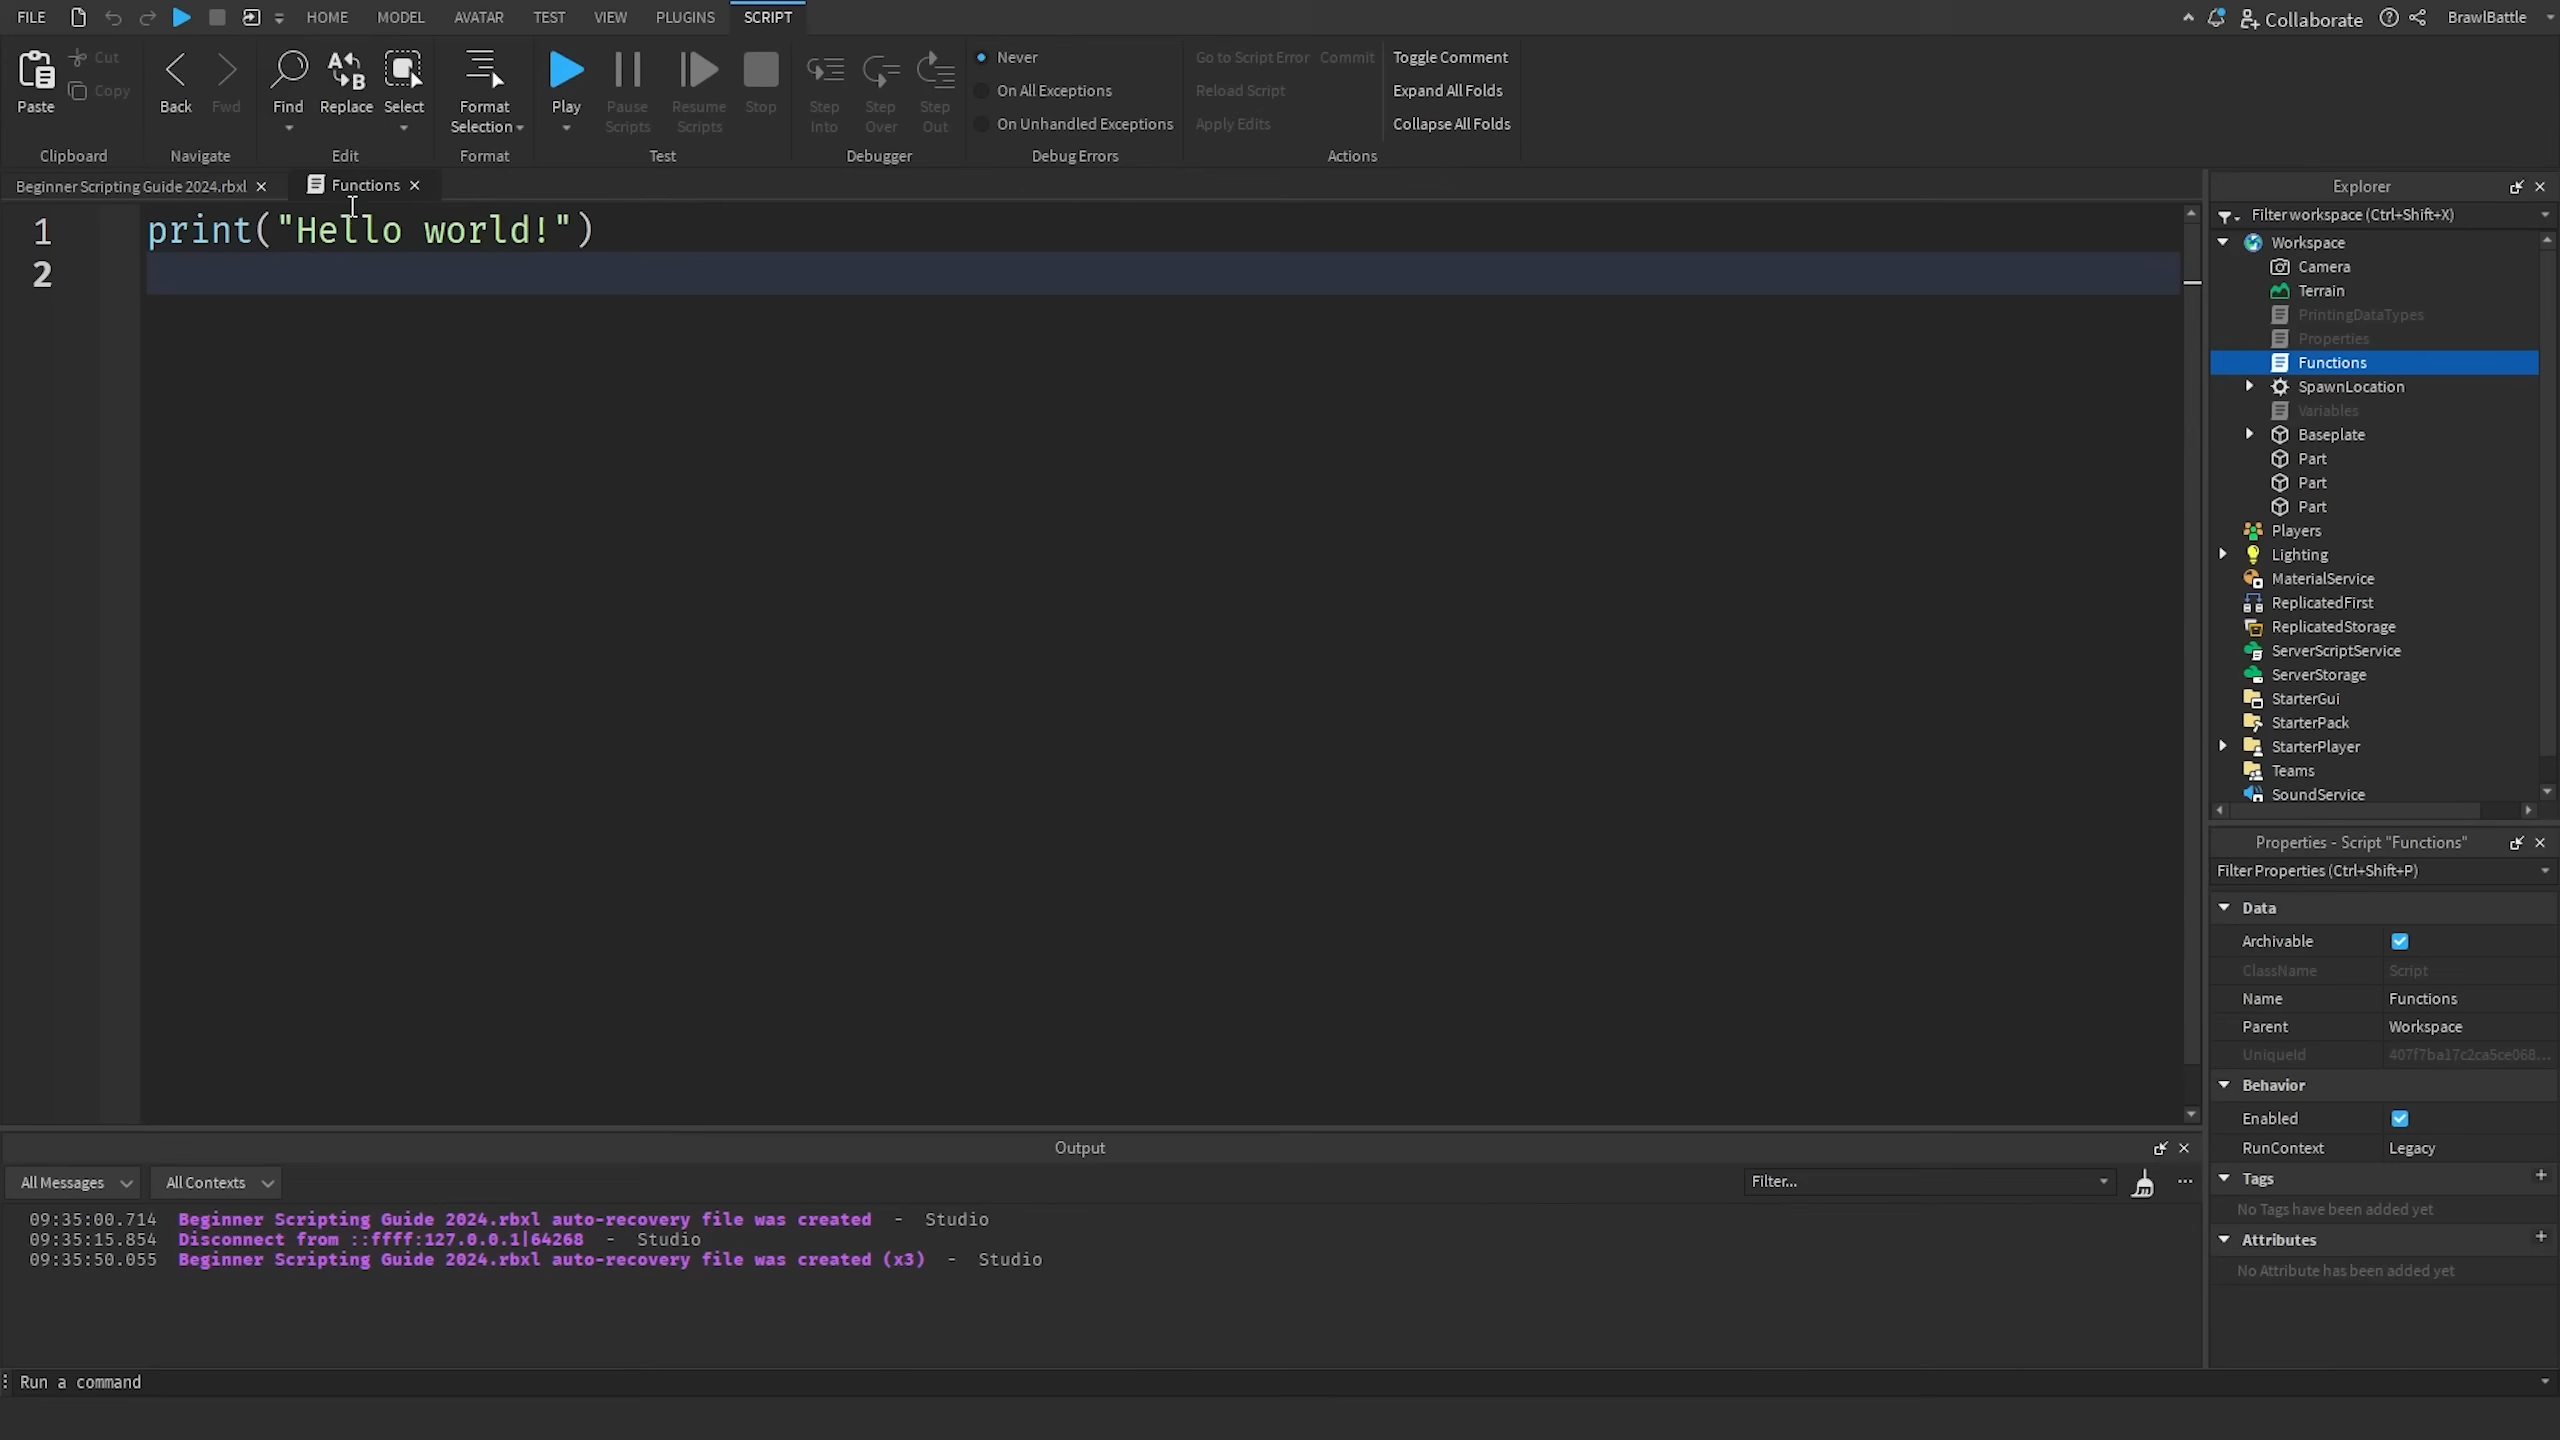 FILE HOME MODEL AVATAR TEST VIEW PLUGINS SCRIPT Collaborate BrawlBattle
Paste Cut Copy Back Fwd Find Replace Select Format Selection Play Pause Scripts Resume Scripts Stop Step Into Step Over Step Out
Never
On All Exceptions
On Unhandled Exceptions
Go to Script Error Commit
Reload Script
Apply Edits
Toggle Comment
Expand All Folds
Collapse All Folds
Clipboard Navigate Edit Format Test Debugger Debug Errors Actions
Beginner Scripting Guide 2024.rbxl Functions
1 print("Hello world!")
2
Explorer
Filter workspace (Ctrl+Shift+X)
Workspace
Camera
Terrain
PrintingDataTypes
Properties
Functions
SpawnLocation
Variables
Baseplate
Part
Part
Part
Players
Lighting
MaterialService
ReplicatedFirst
ReplicatedStorage
ServerScriptService
ServerStorage
StarterGui
StarterPack
StarterPlayer
Teams
SoundService
Properties - Script "Functions"
Filter Properties (Ctrl+Shift+P)
Data
Archivable
ClassName Script
Name Functions
Parent Workspace
UniqueId 407f7ba17c2ca5ce068...
Behavior
Enabled
RunContext Legacy
Tags
No Tags have been added yet
Attributes
No Attribute has been added yet
Output
All Messages All Contexts Filter...
09:35:00.714 Beginner Scripting Guide 2024.rbxl auto-recovery file was created - Studio
09:35:15.854 Disconnect from ::ffff:127.0.0.1|64268 - Studio
09:35:50.055 Beginner Scripting Guide 2024.rbxl auto-recovery file was created (x3) - Studio
Run a command